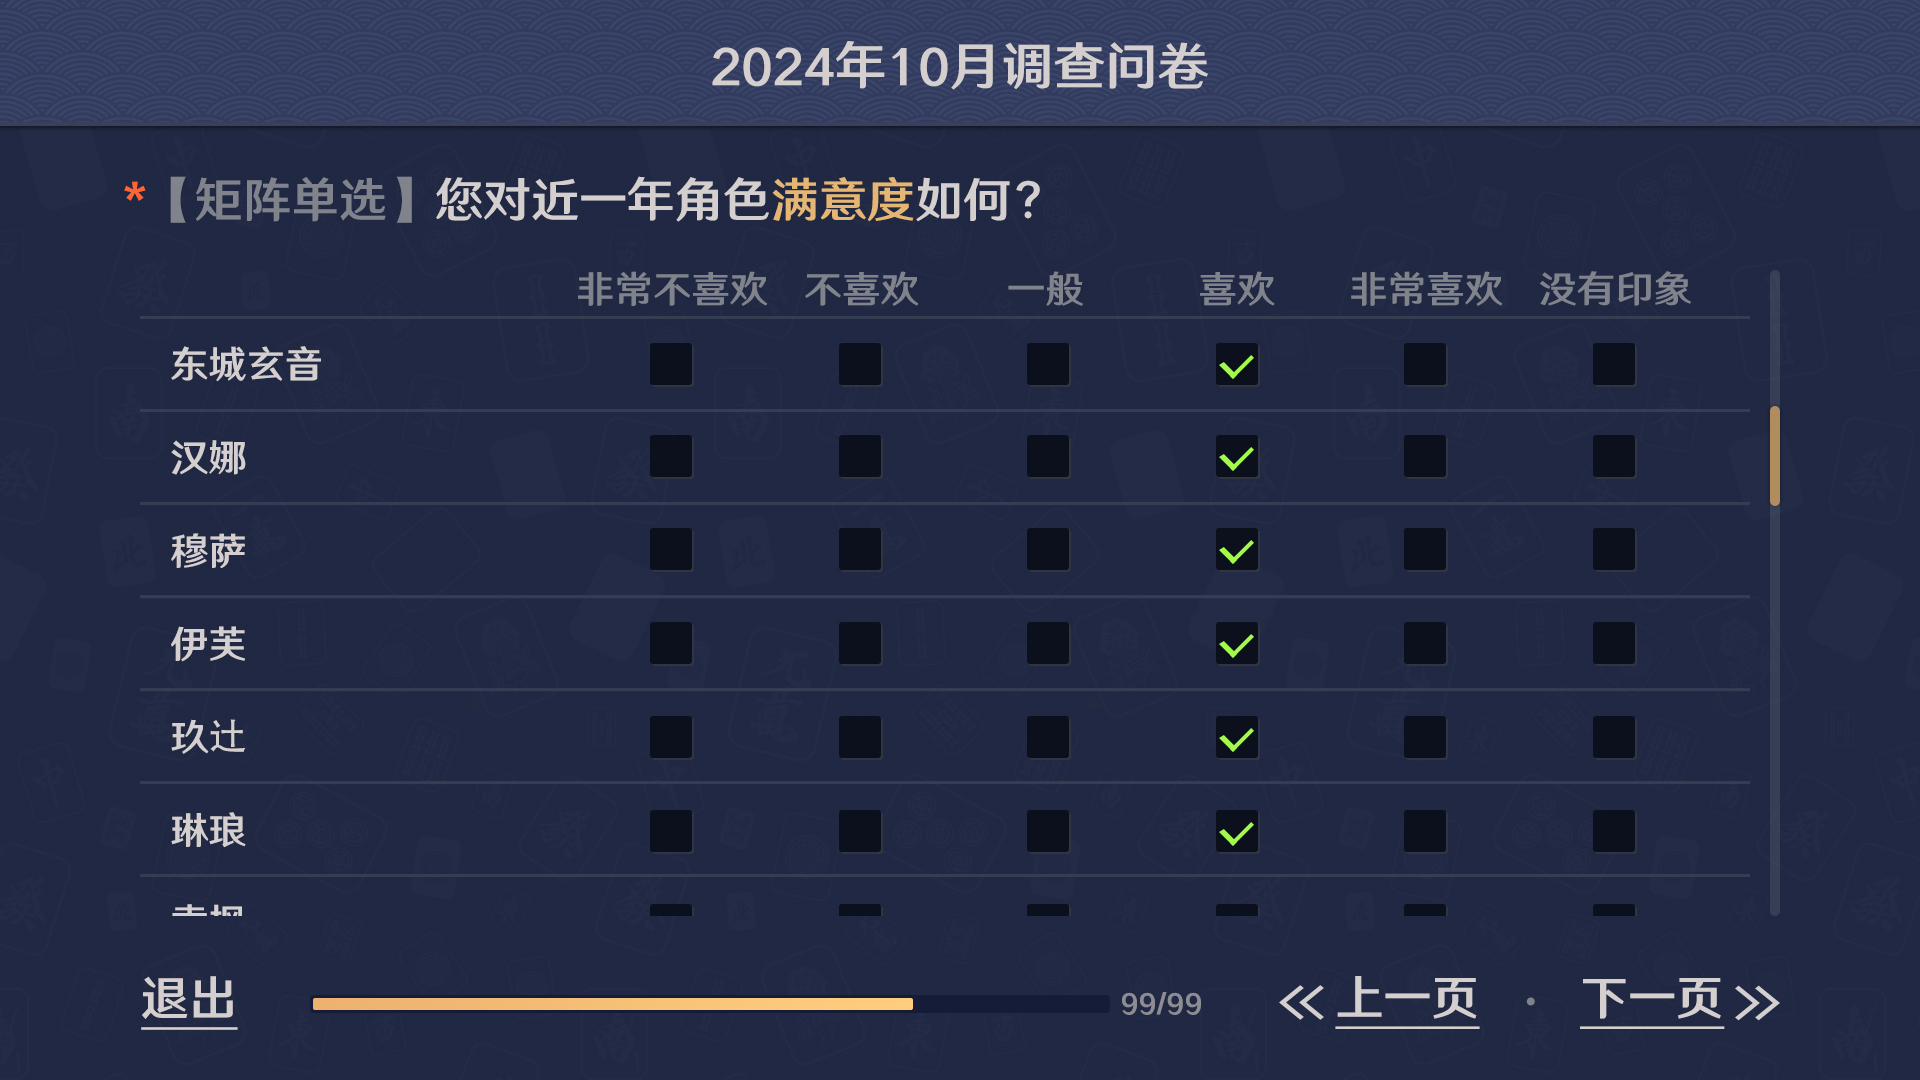 2024年10月调查问卷
*【矩阵单选】您对近一年角色满意度如何?
非常不喜欢 不喜欢 一般 喜欢 非常喜欢 没有印象
东城玄音
汉娜
穆萨
伊芙
玖辻
琳琅
退出 99/99 上一页 · 下一页